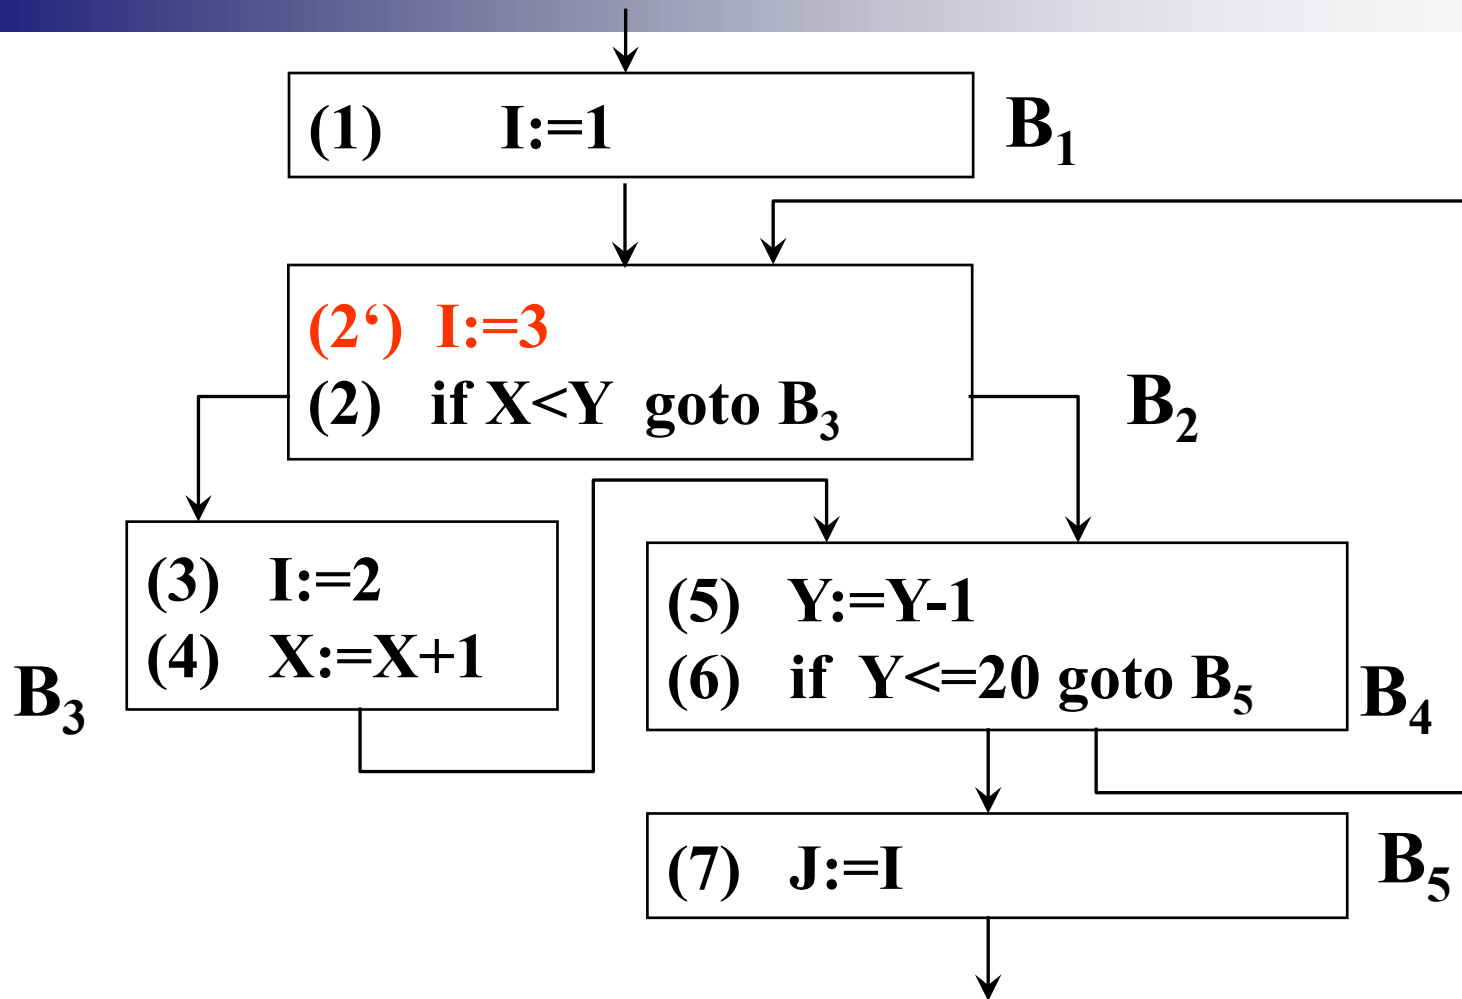 (1) I:=1
B₁
(2‘) I:=3
(2) if X<Y goto B₃
B₂
(3) I:=2
(4) X:=X+1
B₃
(5) Y:=Y-1
(6) if Y<=20 goto B₅
B₄
(7) J:=I
B₅